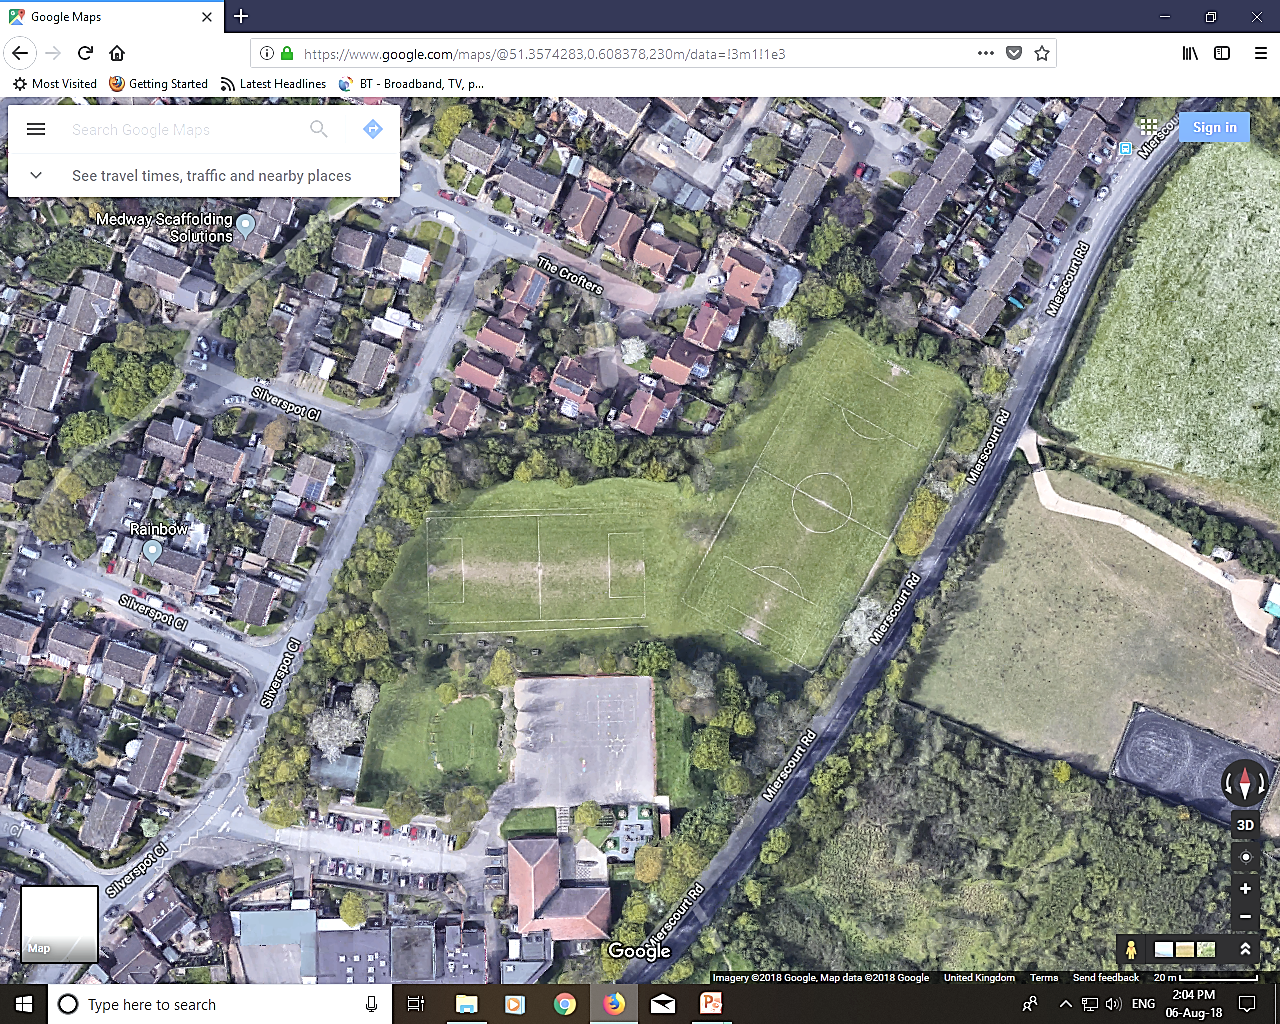 Google Maps
https://www.google.com/maps/@51.3574283,0.608378,230m/data=!3m1!1e3
Most Visited
Getting Started
Latest Headlines
BT - Broadband, TV, p...
Search Google Maps
See travel times, traffic and nearby places
Sign in
Medway Scaffolding
Solutions
The Crofters
Mierscourt Rd
Silverspot Cl
Mierscourt Rd
Rainbow
Silverspot Cl
Mierscourt Rd
Silverspot Cl
Mierscourt Rd
Silverspot Cl
Mierscourt Rd
3D
Map
Google
Imagery ©2018 Google, Map data ©2018 Google
United Kingdom
Terms
Send feedback
20 m
Type here to search
ENG
2:04 PM
06-Aug-18